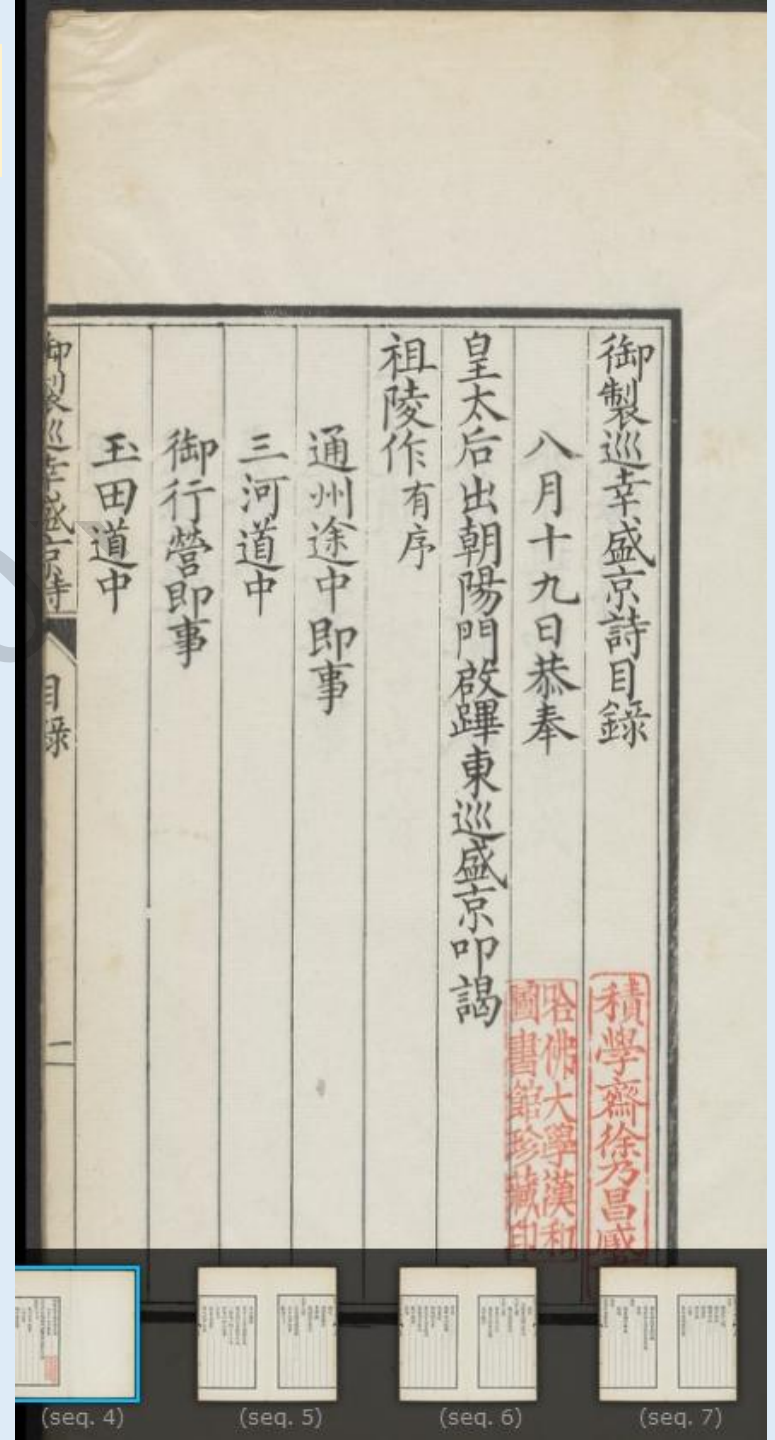 御製巡幸盛京詩目錄
八月十九日恭奉
皇太后出朝陽門啟蹕東巡盛京叩謁
祖陵作有序
通州途中即事
三河道中
御行營即事
玉田道中
御製巡幸盛京詩
目錄
一
積學齋徐乃昌
哈佛大學漢和
圖書館珍藏印
(seq. 4)
(seq. 5)
(seq. 6)
(seq. 7)